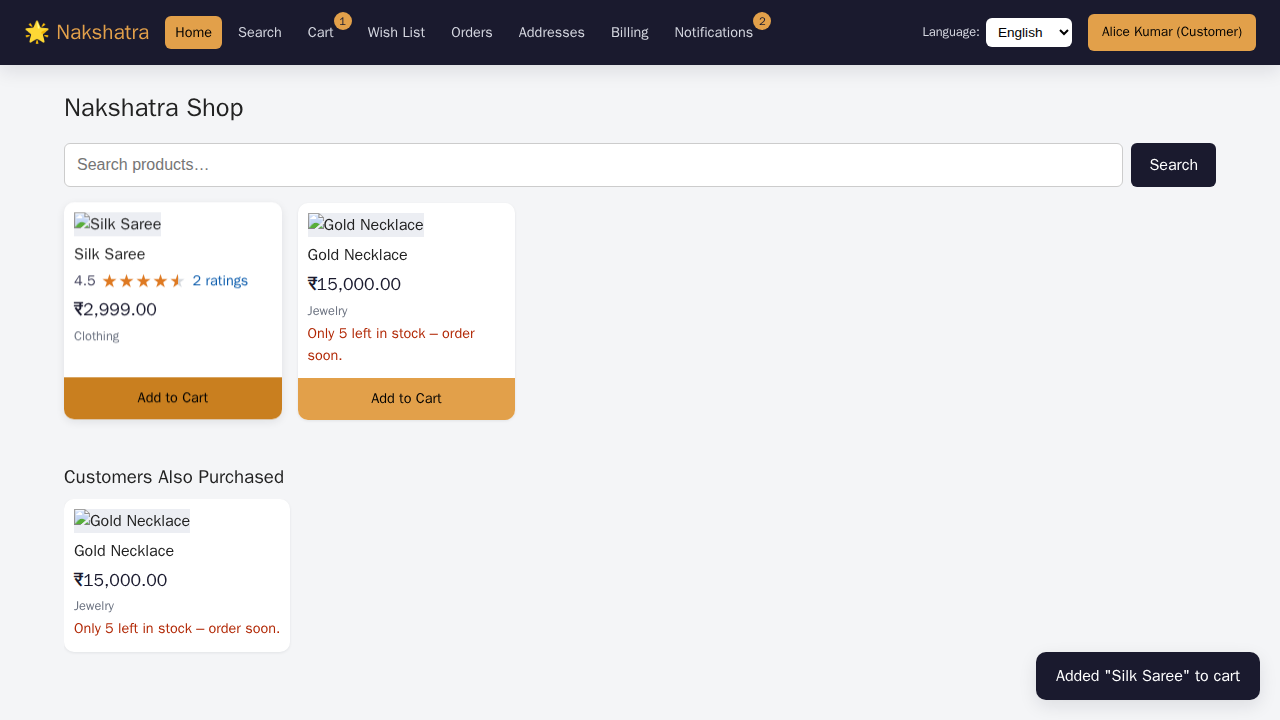 🌟 Nakshatra
Home
Search
Cart 1
Wish List
Orders
Addresses
Billing
Notifications 2
Language:
English
Alice Kumar (Customer)
Nakshatra Shop
Search products...
Search
Silk Saree
Silk Saree
4.5 ★★★★★ 2 ratings
₹2,999.00
Clothing
Add to Cart
Gold Necklace
Gold Necklace
₹15,000.00
Jewelry
Only 5 left in stock – order
soon.
Add to Cart
Customers Also Purchased
Gold Necklace
Gold Necklace
₹15,000.00
Jewelry
Only 5 left in stock – order soon.
Added "Silk Saree" to cart